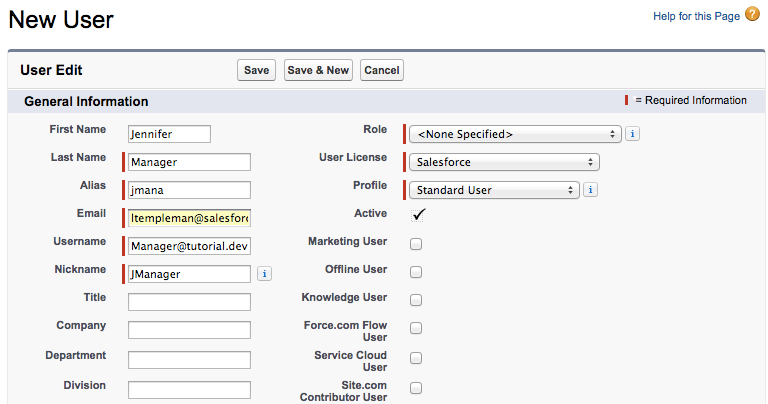 New User
Help for this Page ?
User Edit Save Save & New Cancel
General Information = Required Information
First Name Jennifer Role <None Specified> i
Last Name Manager User License Salesforce
Alias jmana Profile Standard User i
Email ltempleman@salesforc Active
Username Manager@tutorial.dev Marketing User
Nickname JManager i Offline User
Title Knowledge User
Company Force.com Flow
User
Department Service Cloud
User
Division Site.com
Contributor User